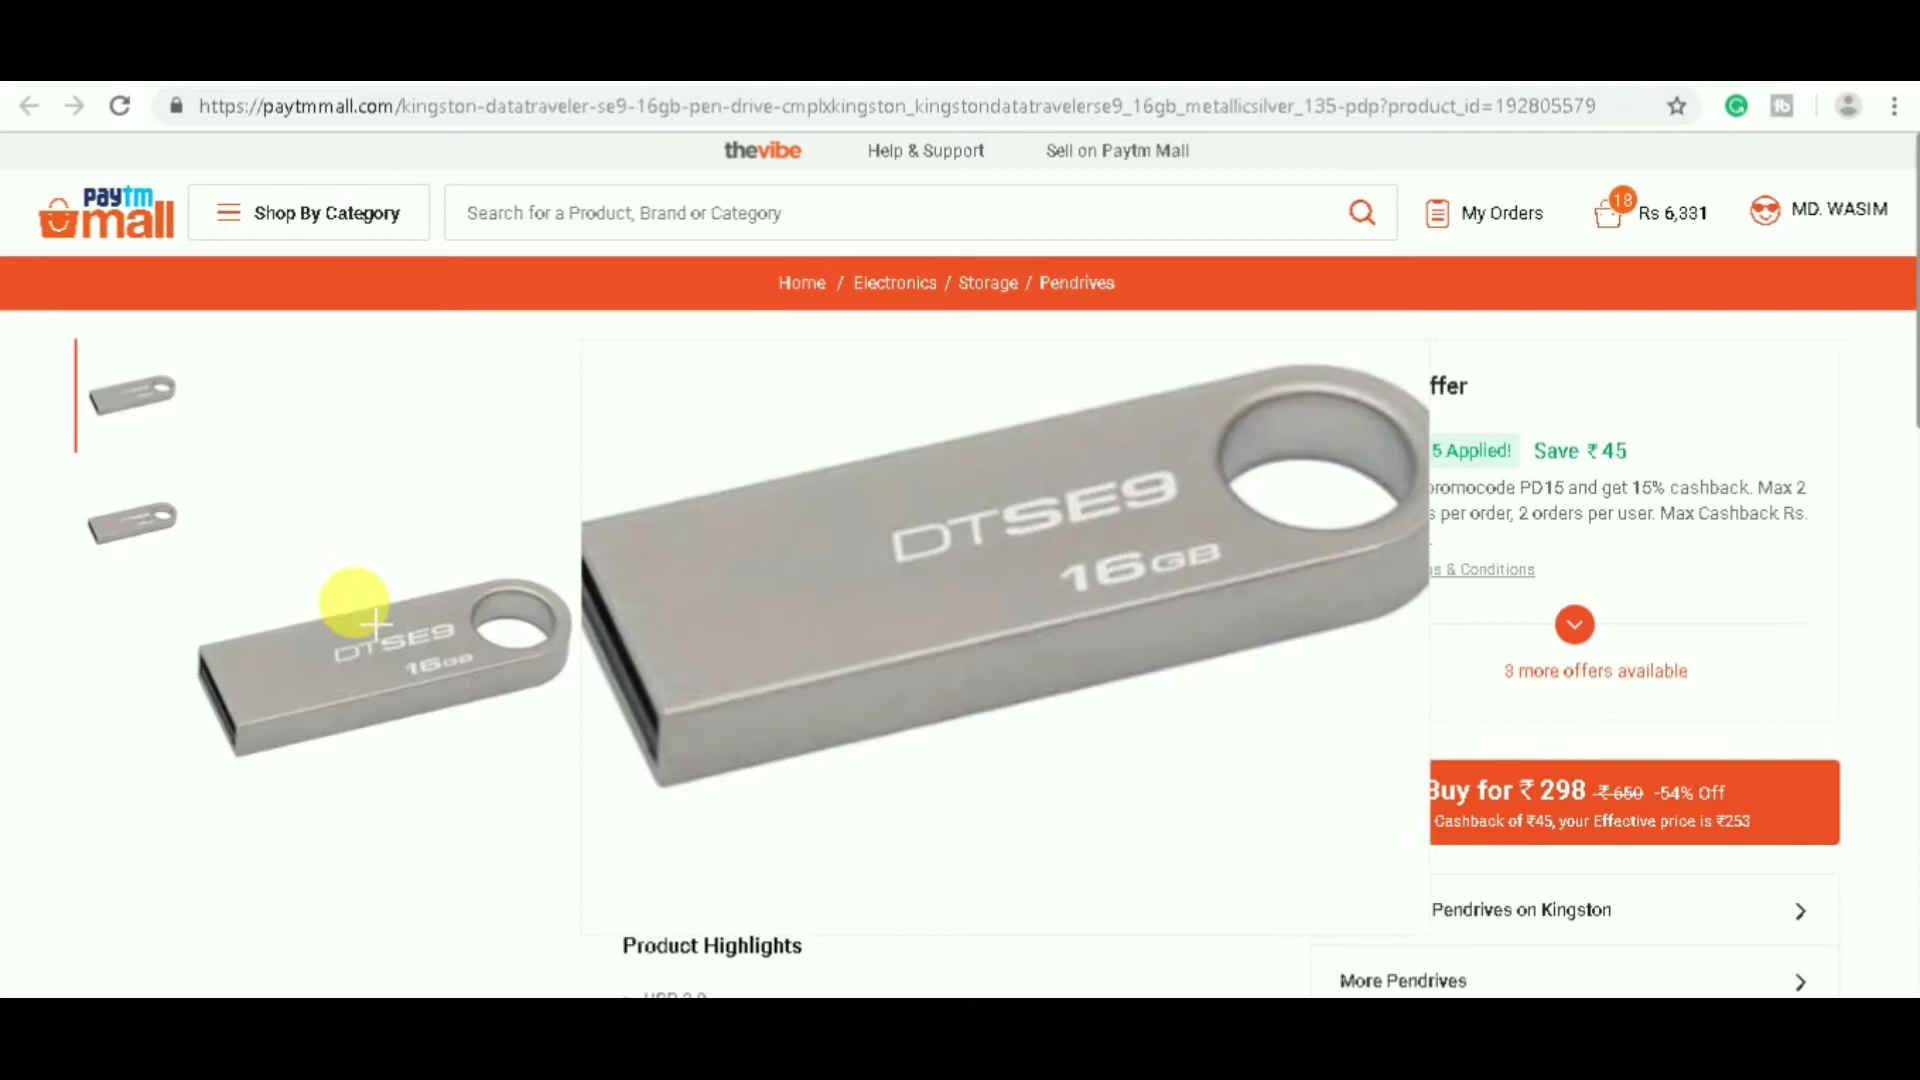 https://paytmmall.com/kingston-datatraveler-se9-16gb-pen-drive-cmplxkingston_kingstondatatravelerse9_16gb_metallicsilver_135-pdp?product_id=192805579
thevibe Help & Support Sell on Paytm Mall
paytm mall
Shop By Category
Search for a Product, Brand or Category
My Orders
18
Rs 6,331
MD. WASIM
Home / Electronics / Storage / Pendrives
DTSE9
16GB
DTSE9
16GB
ffer
5 Applied! Save ₹45
promocode PD15 and get 15% cashback. Max 2
s per order, 2 orders per user. Max Cashback Rs.
s & Conditions
3 more offers available
Buy for ₹ 298 ₹ 650 -54% Off
Cashback of ₹45, your Effective price is ₹253
Pendrives on Kingston
More Pendrives
Product Highlights